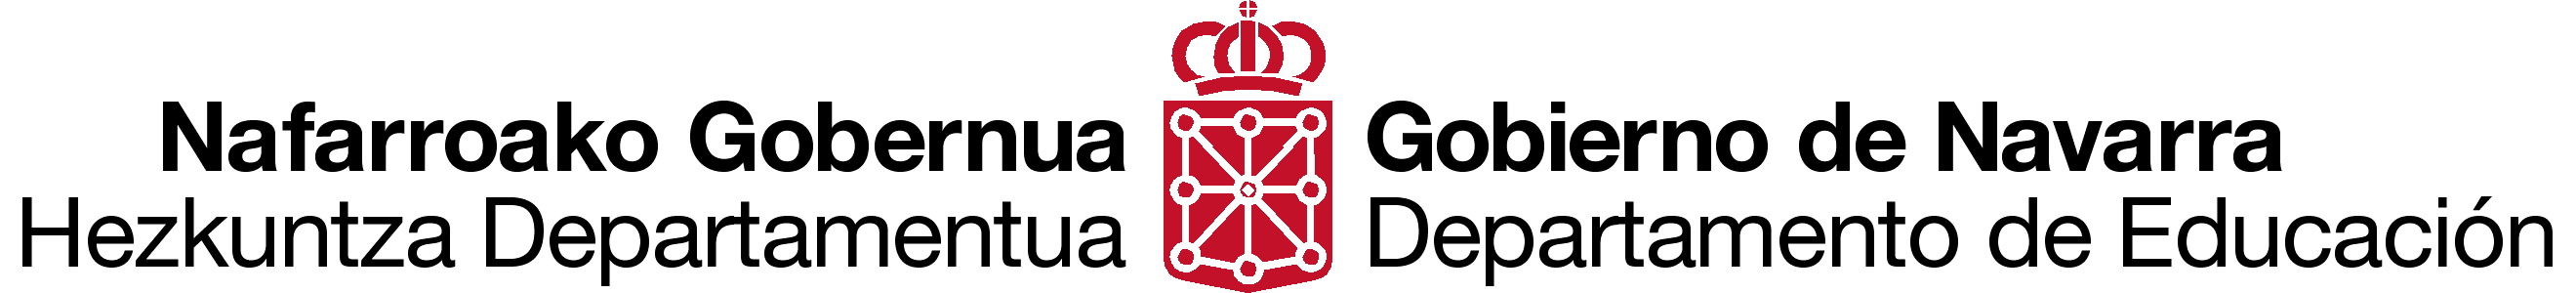 Nafarroako Gobernua
Hezkuntza Departamentua
Gobierno de Navarra
Departamento de Educación